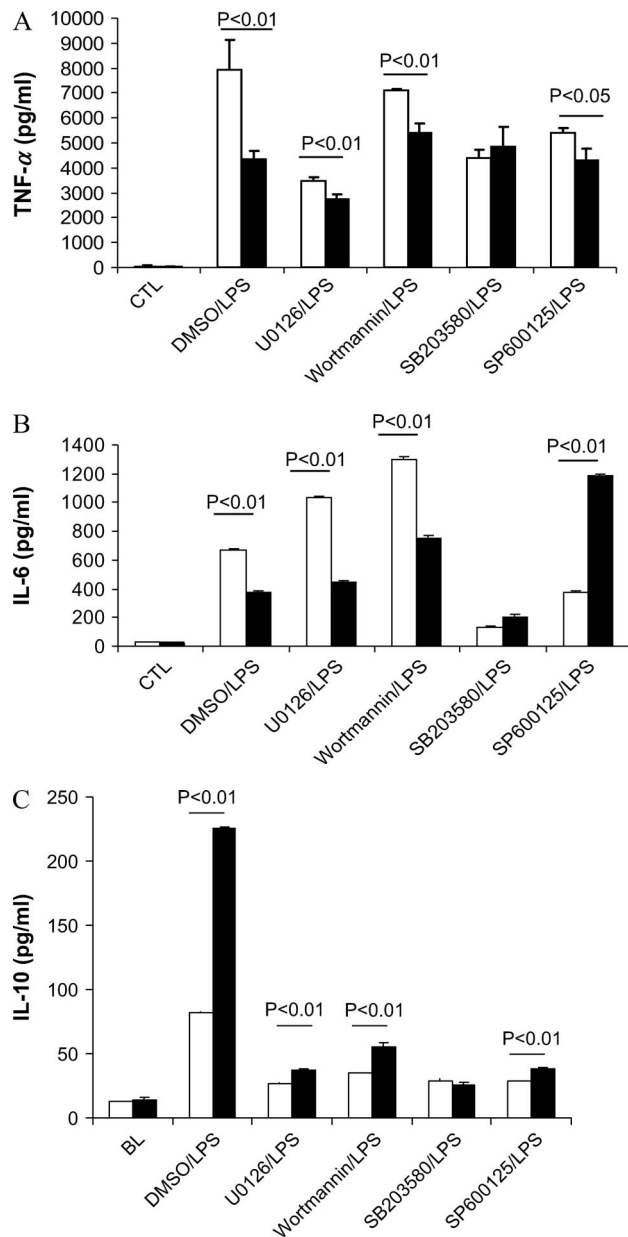 A
TNF-α (pg/ml)
10000
9000
8000
7000
6000
5000
4000
3000
2000
1000
0
P<0.01
P<0.01
P<0.01
P<0.05
CTL
DMSO/LPS
U0126/LPS
Wortmannin/LPS
SB203580/LPS
SP600125/LPS
B
IL-6 (pg/ml)
1400
1200
1000
800
600
400
200
0
P<0.01
P<0.01
P<0.01
P<0.01
CTL
DMSO/LPS
U0126/LPS
Wortmannin/LPS
SB203580/LPS
SP600125/LPS
C
IL-10 (pg/ml)
250
200
150
100
50
0
P<0.01
P<0.01
P<0.01
P<0.01
BL
DMSO/LPS
U0126/LPS
Wortmannin/LPS
SB203580/LPS
SP600125/LPS